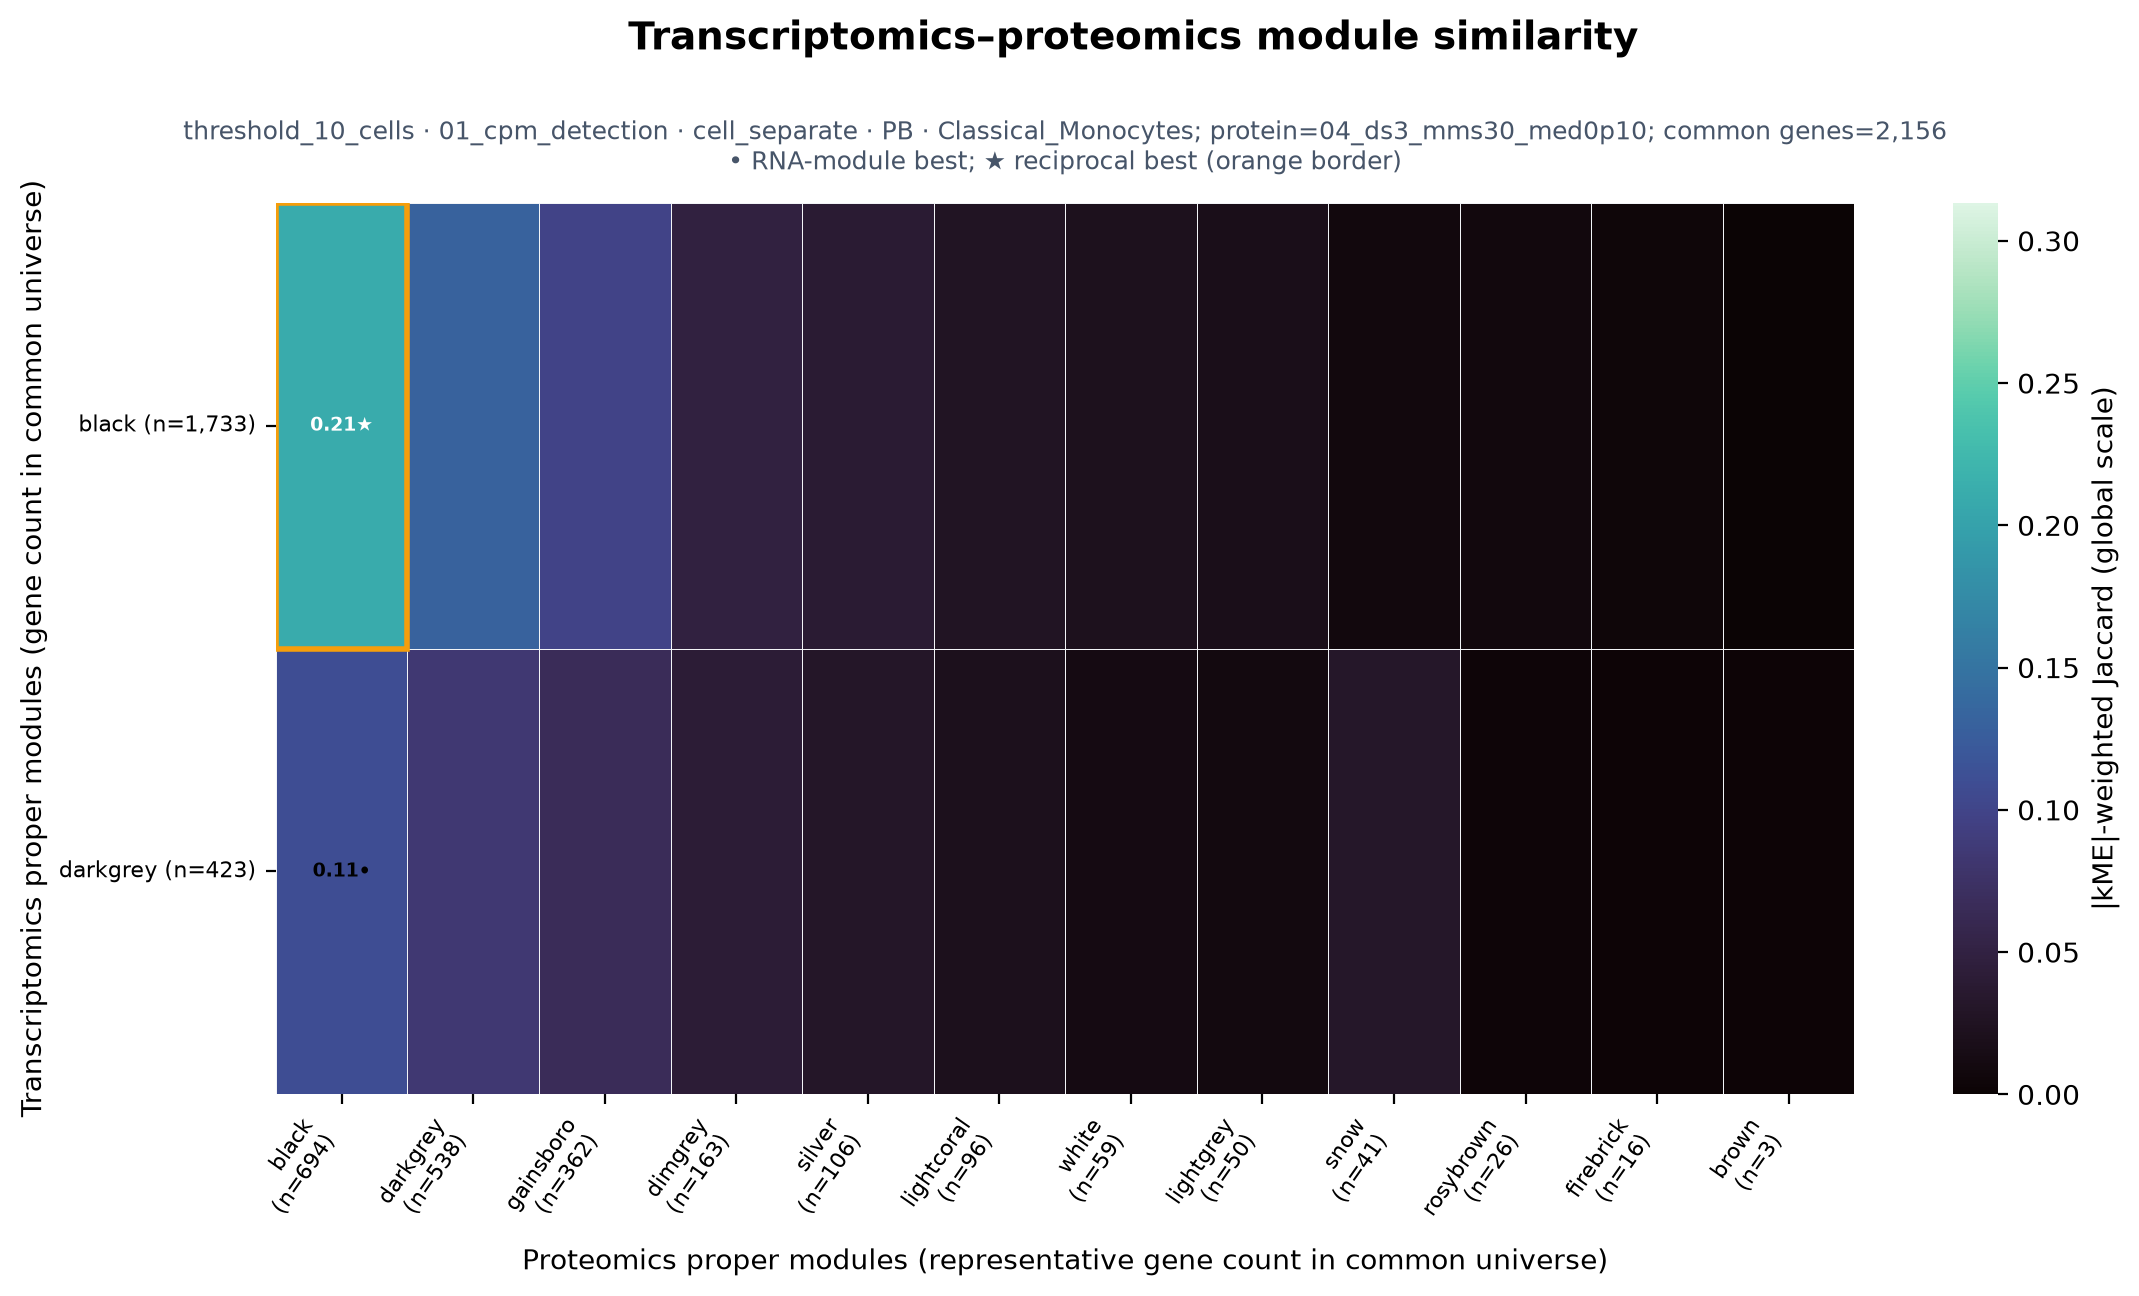 Transcriptomics–proteomics module similarity
threshold_10_cells · 01_cpm_detection · cell_separate · PB · Classical_Monocytes; protein=04_ds3_mms30_med0p10; common genes=2,156
• RNA-module best; ★ reciprocal best (orange border)
Transcriptomics proper modules (gene count in common universe)
black (n=1,733)
darkgrey (n=423)
0.21★
0.11•
black
(n=694)
darkgrey
(n=538)
gainsboro
(n=362)
dimgrey
(n=163)
silver
(n=106)
lightcoral
(n=96)
white
(n=59)
lightgrey
(n=50)
snow
(n=41)
rosybrown
(n=26)
firebrick
(n=16)
brown
(n=3)
Proteomics proper modules (representative gene count in common universe)
0.30
0.25
0.20
0.15
0.10
0.05
0.00
|kME|-weighted Jaccard (global scale)